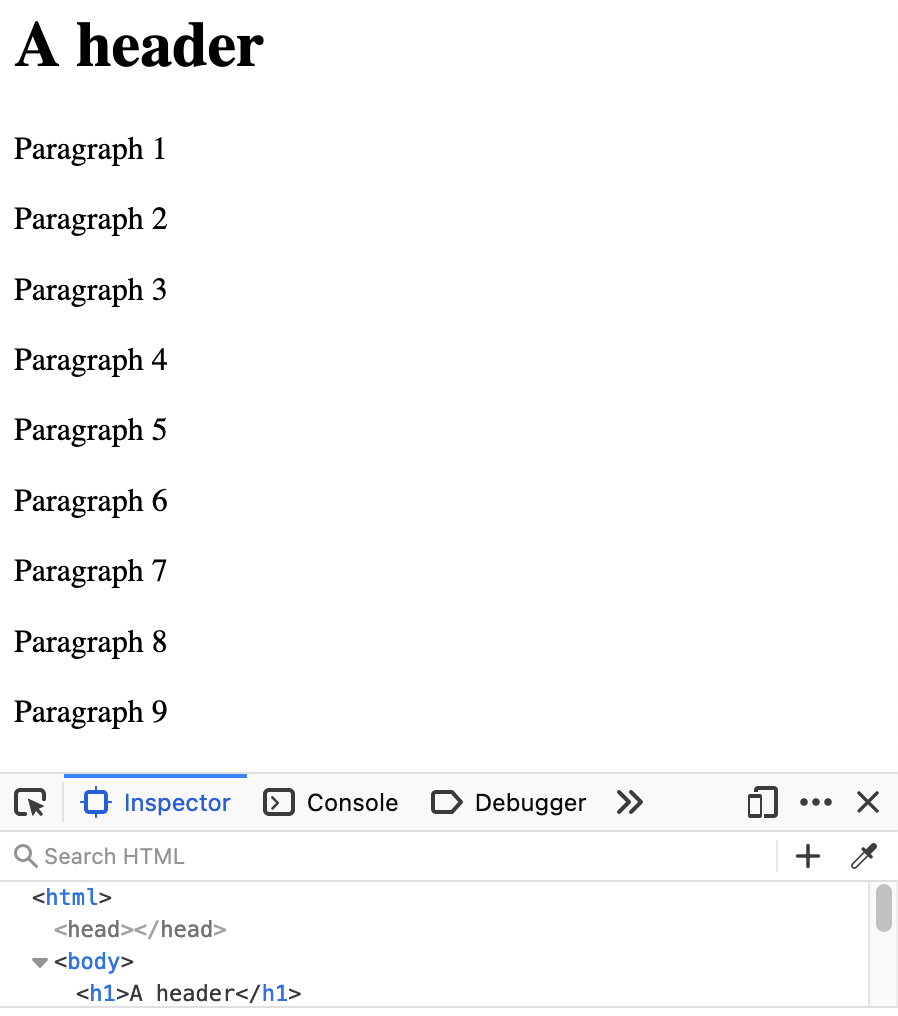 A header
Paragraph 1
Paragraph 2
Paragraph 3
Paragraph 4
Paragraph 5
Paragraph 6
Paragraph 7
Paragraph 8
Paragraph 9
Inspector Console Debugger
Search HTML
<html>
<head></head>
<body>
<h1>A header</h1>